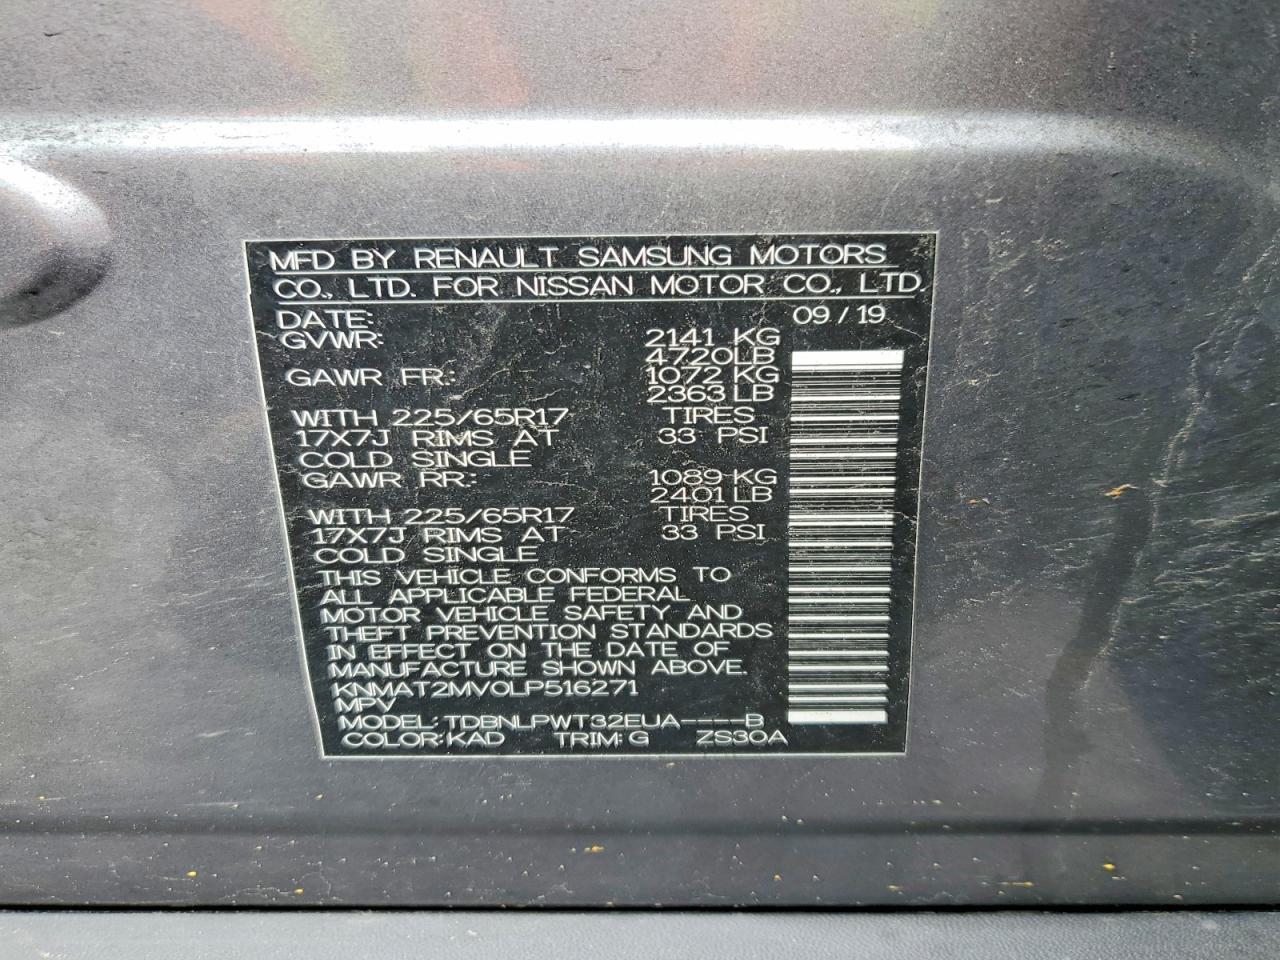 MFD BY RENAULT SAMSUNG MOTORS
CO., LTD. FOR NISSAN MOTOR CO., LTD.
DATE: 09 / 19
GVWR: 2141 KG
4720LB
GAWR FR: 1072 KG
2363 LB
WITH 225/65R17 TIRES
17X7J RIMS AT 33 PSI
COLD SINGLE
GAWR RR: 1089 KG
2401 LB
WITH 225/65R17 TIRES
17X7J RIMS AT 33 PSI
COLD SINGLE
THIS VEHICLE CONFORMS TO
ALL APPLICABLE FEDERAL
MOTOR VEHICLE SAFETY AND
THEFT PREVENTION STANDARDS
IN EFFECT ON THE DATE OF
MANUFACTURE SHOWN ABOVE.
KNMAT2MV0LP516271
MPV
MODEL: TDBNLPWT32EUA----B
COLOR: KAD TRIM: G ZS30A